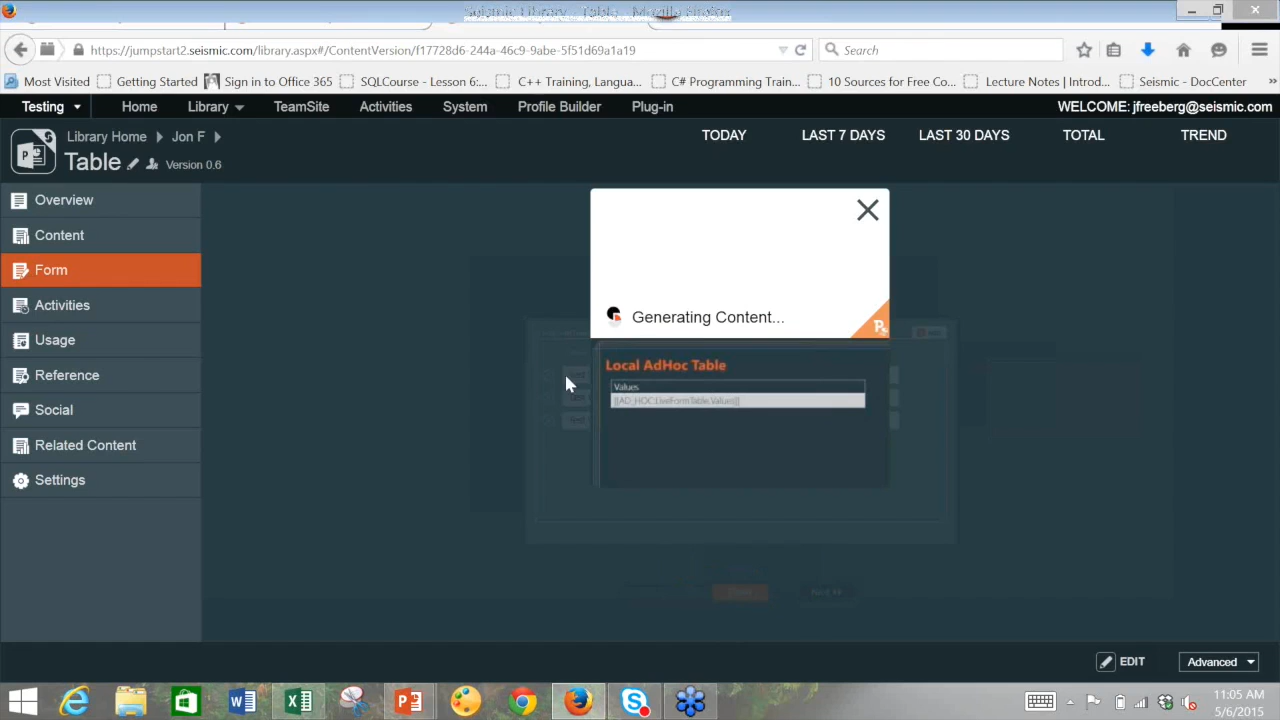 https://jumpstart2.seismic.com/library.aspx#/ContentVersion/f17728d6-244a-46c9-9ab3-5f51d69a1a19
Search
Most Visited
Getting Started
Sign in to Office 365
SQLCourse - Lesson 6:...
C++ Training, Langua...
C# Programming Train...
10 Sources for Free Co...
Lecture Notes | Introd...
Seismic - DocCenter
Testing
Home
Library
TeamSite
Activities
System
Profile Builder
Plug-in
WELCOME: jfreeberg@seismic.com
Library Home
Jon F
Table
Version 0.6
TODAY
LAST 7 DAYS
LAST 30 DAYS
TOTAL
TREND
Overview
Content
Form
Activities
Usage
Reference
Social
Related Content
Settings
Generating Content...
Local AdHoc Table
Values
[[AD_HOC:LiveFormTable.Values]]
EDIT
Advanced
11:05 AM
5/6/2015